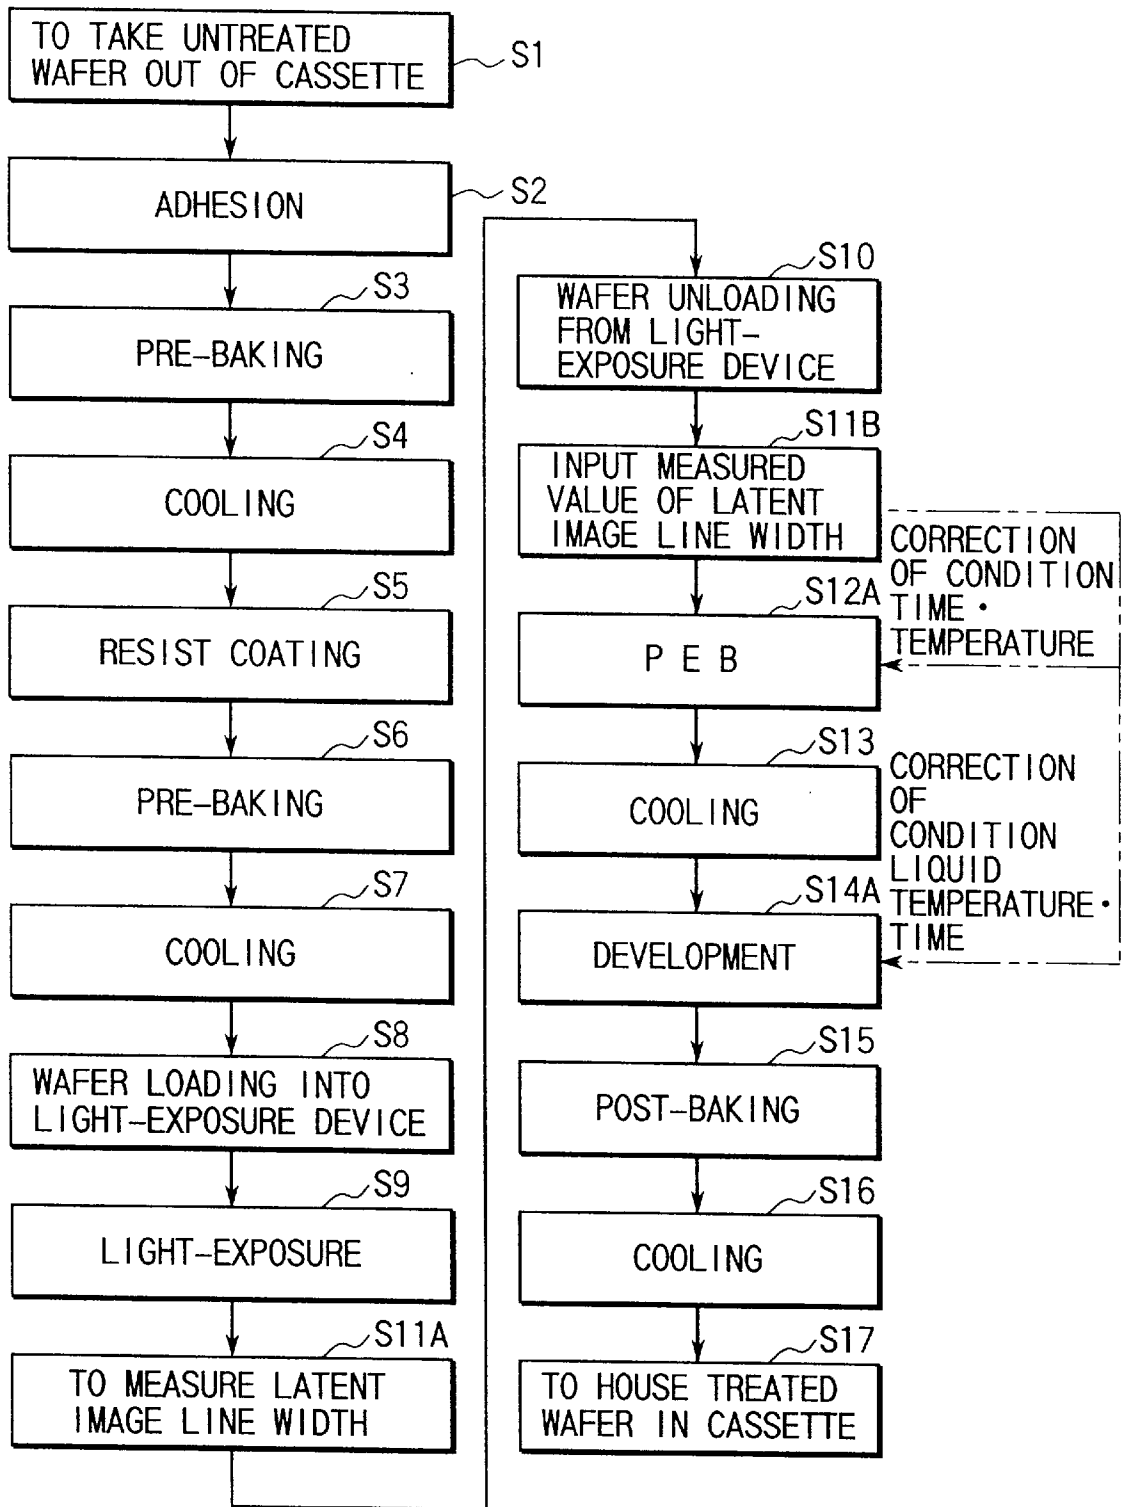 TO TAKE UNTREATED
WAFER OUT OF CASSETTE
S1
ADHESION
S2
S3
PRE-BAKING
S4
COOLING
S5
RESIST COATING
S6
PRE-BAKING
S7
COOLING
S8
WAFER LOADING INTO
LIGHT-EXPOSURE DEVICE
S9
LIGHT-EXPOSURE
S11A
TO MEASURE LATENT
IMAGE LINE WIDTH
S10
WAFER UNLOADING
FROM LIGHT-
EXPOSURE DEVICE
S11B
INPUT MEASURED
VALUE OF LATENT
IMAGE LINE WIDTH
CORRECTION
OF CONDITION
TIME・
TEMPERATURE
S12A
P E B
S13
COOLING
CORRECTION
OF
CONDITION
LIQUID
TEMPERATURE・
TIME
S14A
DEVELOPMENT
S15
POST-BAKING
S16
COOLING
S17
TO HOUSE TREATED
WAFER IN CASSETTE